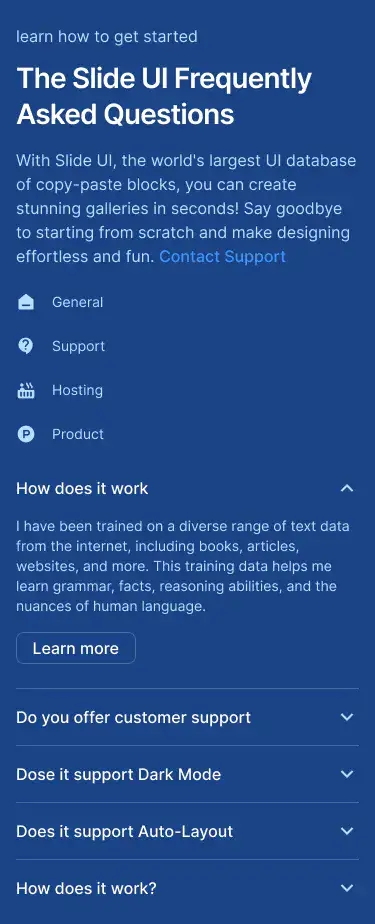 learn how to get started
The Slide UI Frequently
Asked Questions
With Slide UI, the world's largest UI database
of copy-paste blocks, you can create
stunning galleries in seconds! Say goodbye
to starting from scratch and make designing
effortless and fun. Contact Support
General
Support
Hosting
Product
How does it work
I have been trained on a diverse range of text data
from the internet, including books, articles,
websites, and more. This training data helps me
learn grammar, facts, reasoning abilities, and the
nuances of human language.
Learn more
Do you offer customer support
Dose it support Dark Mode
Does it support Auto-Layout
How does it work?